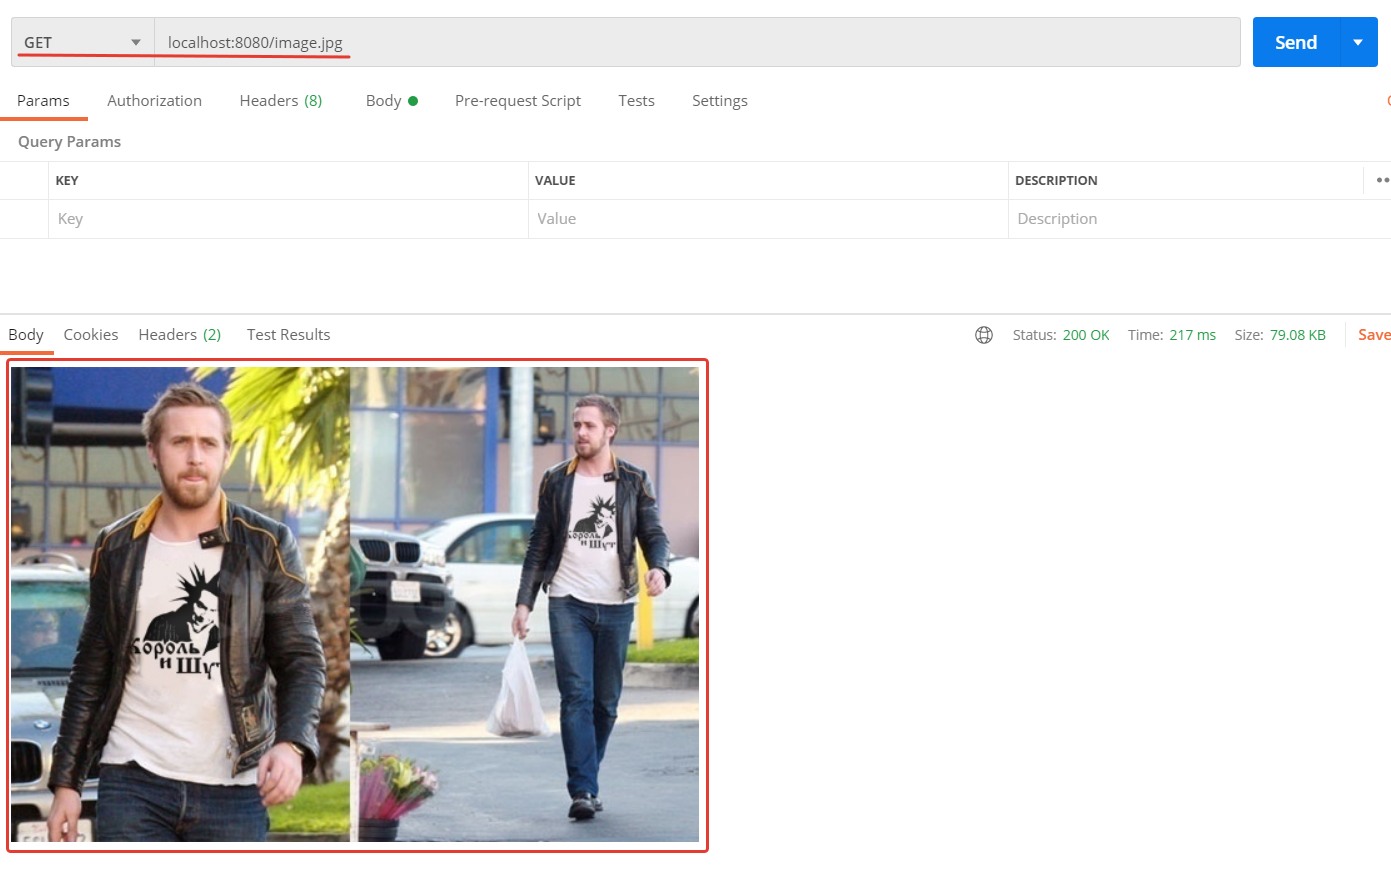 GET localhost:8080/image.jpg Send
Params Authorization Headers (8) Body Pre-request Script Tests Settings
Query Params
KEY VALUE DESCRIPTION
Key Value Description
Body Cookies Headers (2) Test Results Status: 200 OK Time: 217 ms Size: 79.08 KB Save
Король
и Шут
Король
и Шут